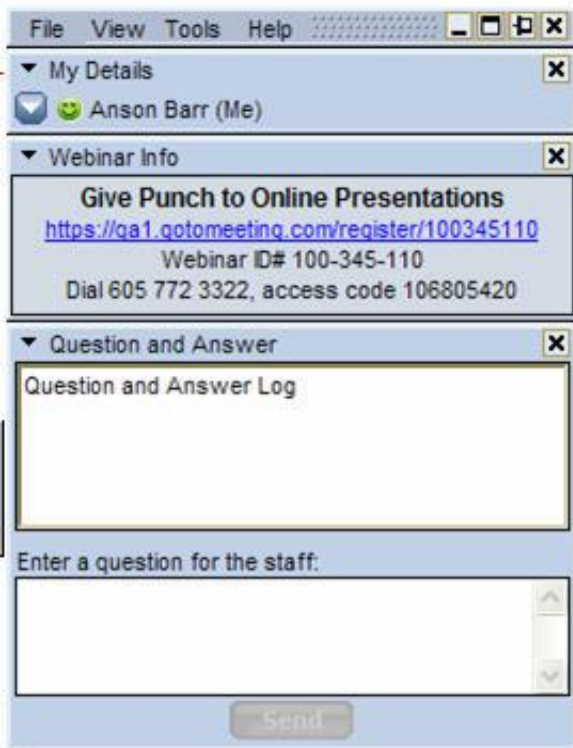 File View Tools Help
My Details
Anson Barr (Me)
Webinar Info
Give Punch to Online Presentations
https://qa1.gotomeeting.com/register/100345110
Webinar ID# 100-345-110
Dial 605 772 3322, access code 106805420
Question and Answer
Question and Answer Log
Enter a question for the staff:
Send